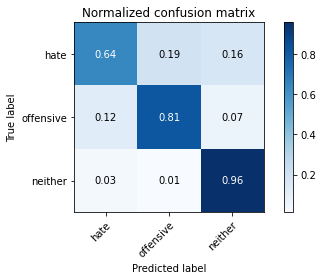 Normalized confusion matrix
True label
hate
offensive
neither
0.64 0.19 0.16
0.12 0.81 0.07
0.03 0.01 0.96
hate
offensive
neither
Predicted label
0.8
0.6
0.4
0.2